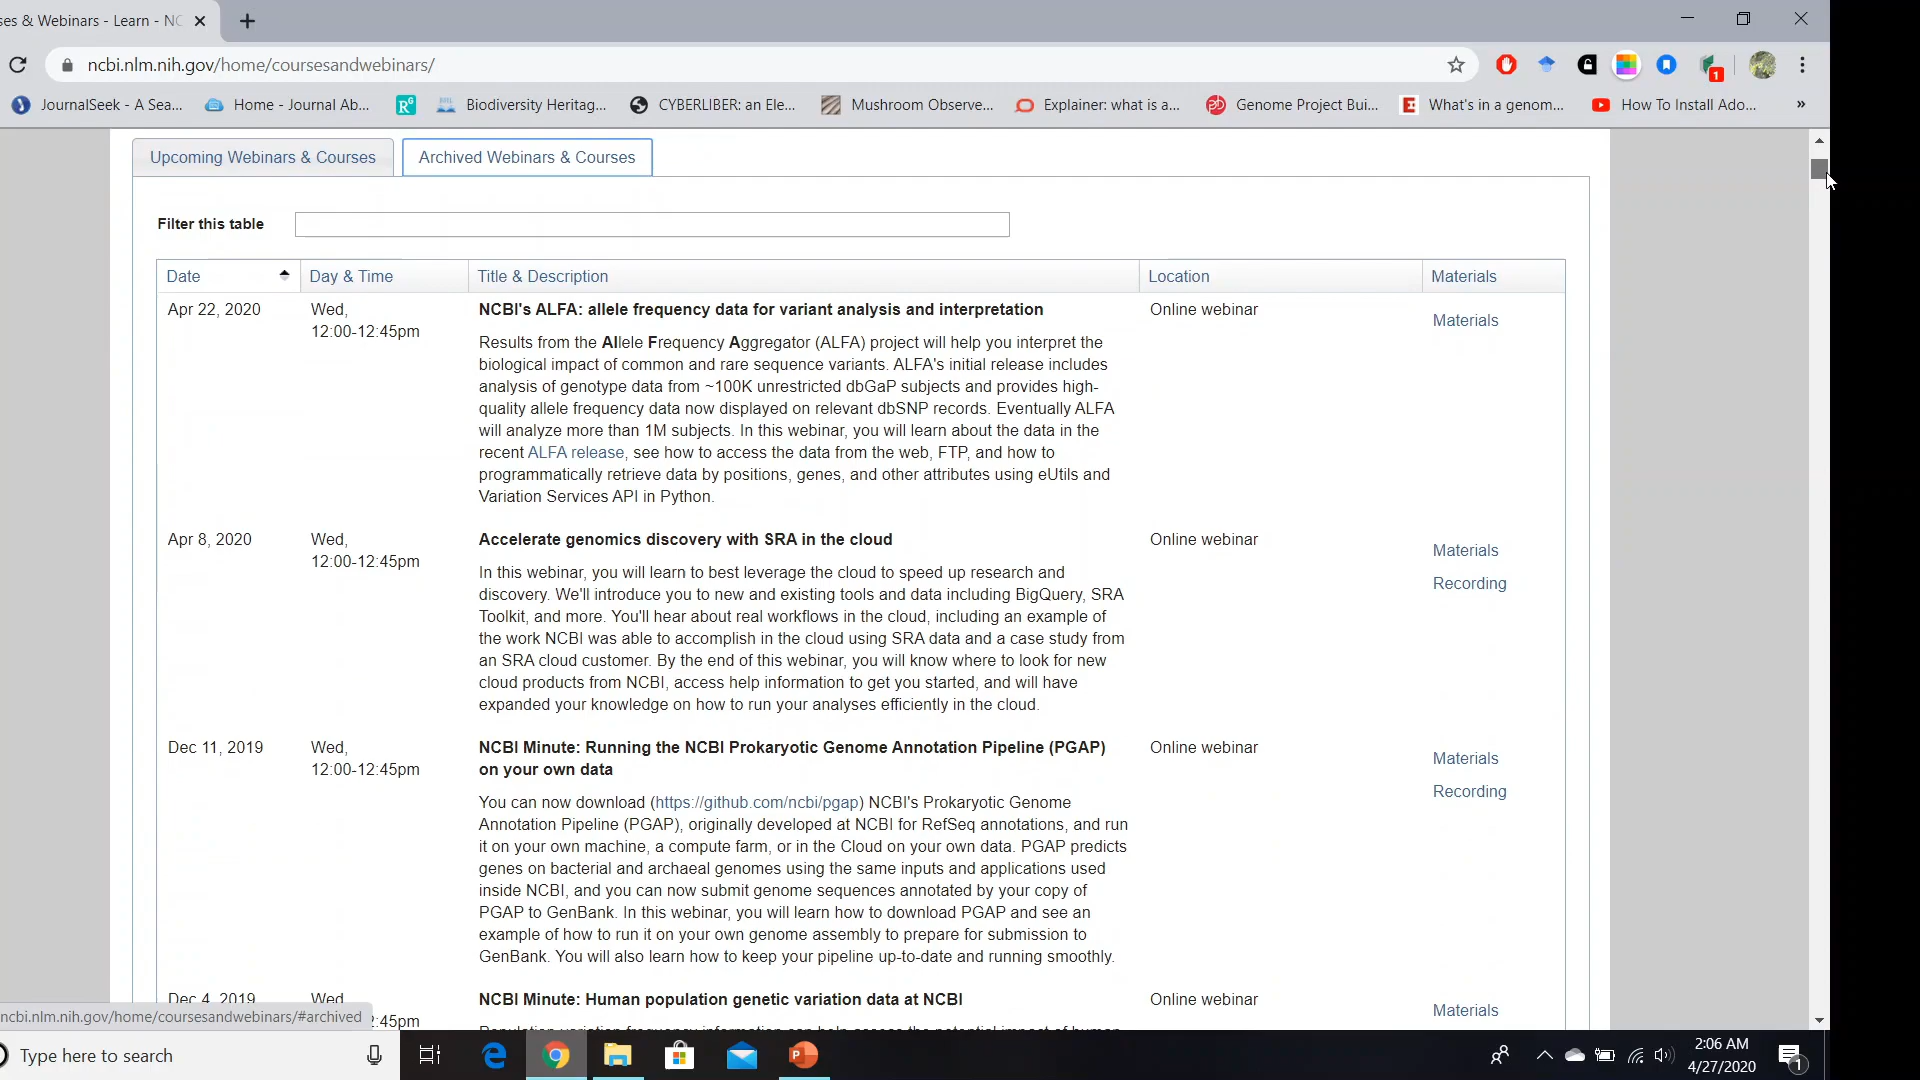 ses & Webinars - Learn - NC
ncbi.nlm.nih.gov/home/coursesandwebinars/
1
JournalSeek - A Sea...
Home - Journal Ab...
Biodiversity Heritag...
CYBERLIBER: an Ele...
Mushroom Observe...
Explainer: what is a...
Genome Project Bui...
What's in a genom...
How To Install Ado...
»
Upcoming Webinars & Courses
Archived Webinars & Courses
Filter this table
Date
Day & Time
Title & Description
Location
Materials
Apr 22, 2020
Wed,
12:00-12:45pm
NCBI's ALFA: allele frequency data for variant analysis and interpretation
Online webinar
Materials
Results from the Allele Frequency Aggregator (ALFA) project will help you interpret the
biological impact of common and rare sequence variants. ALFA's initial release includes
analysis of genotype data from ~100K unrestricted dbGaP subjects and provides high-
quality allele frequency data now displayed on relevant dbSNP records. Eventually ALFA
will analyze more than 1M subjects. In this webinar, you will learn about the data in the
recent ALFA release, see how to access the data from the web, FTP, and how to
programmatically retrieve data by positions, genes, and other attributes using eUtils and
Variation Services API in Python.
Apr 8, 2020
Wed,
12:00-12:45pm
Accelerate genomics discovery with SRA in the cloud
Online webinar
Materials
Recording
In this webinar, you will learn to best leverage the cloud to speed up research and
discovery. We'll introduce you to new and existing tools and data including BigQuery, SRA
Toolkit, and more. You'll hear about real workflows in the cloud, including an example of
the work NCBI was able to accomplish in the cloud using SRA data and a case study from
an SRA cloud customer. By the end of this webinar, you will know where to look for new
cloud products from NCBI, access help information to get you started, and will have
expanded your knowledge on how to run your analyses efficiently in the cloud.
Dec 11, 2019
Wed,
12:00-12:45pm
NCBI Minute: Running the NCBI Prokaryotic Genome Annotation Pipeline (PGAP)
on your own data
Online webinar
Materials
Recording
You can now download (https://github.com/ncbi/pgap) NCBI's Prokaryotic Genome
Annotation Pipeline (PGAP), originally developed at NCBI for RefSeq annotations, and run
it on your own machine, a compute farm, or in the Cloud on your own data. PGAP predicts
genes on bacterial and archaeal genomes using the same inputs and applications used
inside NCBI, and you can now submit genome sequences annotated by your copy of
PGAP to GenBank. In this webinar, you will learn how to download PGAP and see an
example of how to run it on your own genome assembly to prepare for submission to
GenBank. You will also learn how to keep your pipeline up-to-date and running smoothly.
Dec 4, 2019
Wed
2:45pm
NCBI Minute: Human population genetic variation data at NCBI
Online webinar
Materials
ncbi.nlm.nih.gov/home/coursesandwebinars/#archived
Type here to search
2:06 AM
4/27/2020
1